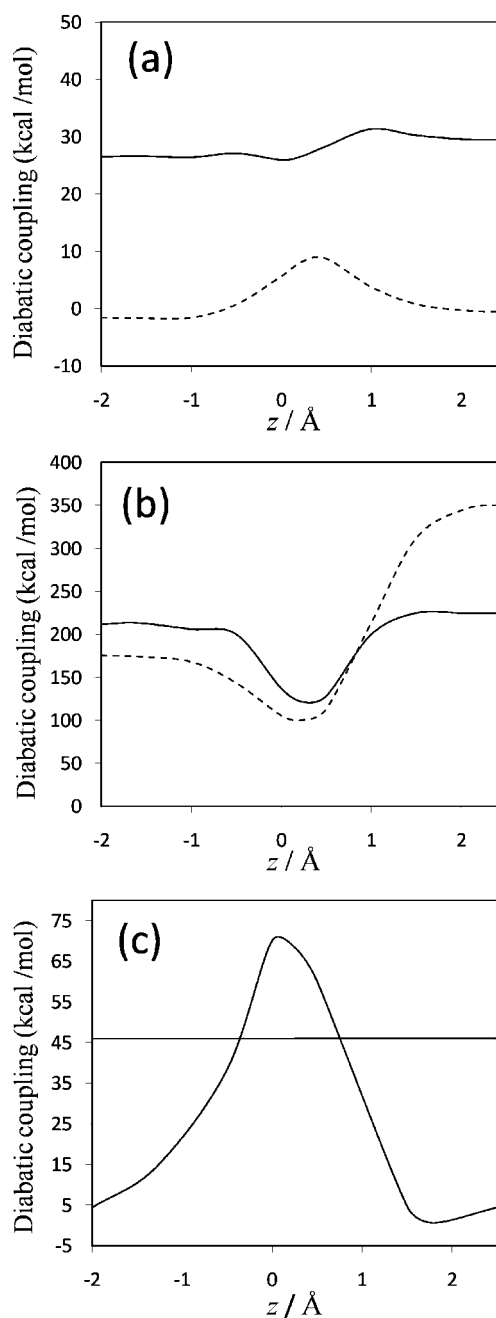 (a)
Diabatic coupling (kcal /mol)
50
40
30
20
10
0
-10
-2 -1 0 1 2
z / Å
(b)
Diabatic coupling (kcal/mol)
400
350
300
250
200
150
100
50
0
-2 -1 0 1 2
z / Å
(c)
Diabatic coupling (kcal /mol)
75
65
55
45
35
25
15
5
-5
-2 -1 0 1 2
z / Å